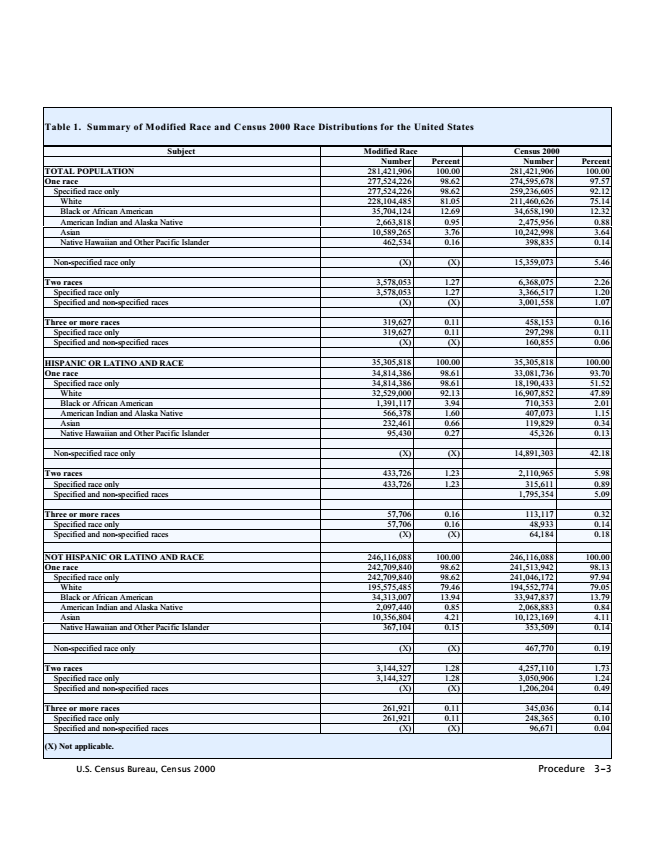 Table 1. Summary of Modified Race and Census 2000 Race Distributions for the United States
Subject Modified Race Census 2000
Number Percent Number Percent
TOTAL POPULATION 281,421,906 100.00 281,421,906 100.00
One race 277,524,226 98.62 274,595,678 97.57
Specified race only 277,524,226 98.62 259,236,605 92.12
White 228,104,485 81.05 211,460,626 75.14
Black or African American 35,704,124 12.69 34,658,190 12.32
American Indian and Alaska Native 2,663,818 0.95 2,475,956 0.88
Asian 10,589,265 3.76 10,242,998 3.64
Native Hawaiian and Other Pacific Islander 462,534 0.16 398,835 0.14
Non-specified race only (X) (X) 15,359,073 5.46
Two races 3,578,053 1.27 6,368,075 2.26
Specified race only 3,578,053 1.27 3,366,517 1.20
Specified and non-specified races (X) (X) 3,001,558 1.07
Three or more races 319,627 0.11 458,153 0.16
Specified race only 319,627 0.11 297,298 0.11
Specified and non-specified races (X) (X) 160,855 0.06
HISPANIC OR LATINO AND RACE 35,305,818 100.00 35,305,818 100.00
One race 34,814,386 98.61 33,081,736 93.70
Specified race only 34,814,386 98.61 18,190,433 51.52
White 32,529,000 92.13 16,907,852 47.89
Black or African American 1,391,117 3.94 710,353 2.01
American Indian and Alaska Native 566,378 1.60 407,073 1.15
Asian 232,461 0.66 119,829 0.34
Native Hawaiian and Other Pacific Islander 95,430 0.27 45,326 0.13
Non-specified race only (X) (X) 14,891,303 42.18
Two races 433,726 1.23 2,110,965 5.98
Specified race only 433,726 1.23 315,611 0.89
Specified and non-specified races 1,795,354 5.09
Three or more races 57,706 0.16 113,117 0.32
Specified race only 57,706 0.16 48,933 0.14
Specified and non-specified races (X) (X) 64,184 0.18
NOT HISPANIC OR LATINO AND RACE 246,116,088 100.00 246,116,088 100.00
One race 242,709,840 98.62 241,513,942 98.13
Specified race only 242,709,840 98.62 241,046,172 97.94
White 195,575,485 79.46 194,552,774 79.05
Black or African American 34,313,007 13.94 33,947,837 13.79
American Indian and Alaska Native 2,097,440 0.85 2,068,883 0.84
Asian 10,356,804 4.21 10,123,169 4.11
Native Hawaiian and Other Pacific Islander 367,104 0.15 353,509 0.14
Non-specified race only (X) (X) 467,770 0.19
Two races 3,144,327 1.28 4,257,110 1.73
Specified race only 3,144,327 1.28 3,050,906 1.24
Specified and non-specified races (X) (X) 1,206,204 0.49
Three or more races 261,921 0.11 345,036 0.14
Specified race only 261,921 0.11 248,365 0.10
Specified and non-specified races (X) (X) 96,671 0.04
(X) Not applicable.
U.S. Census Bureau, Census 2000 Procedure 3–3